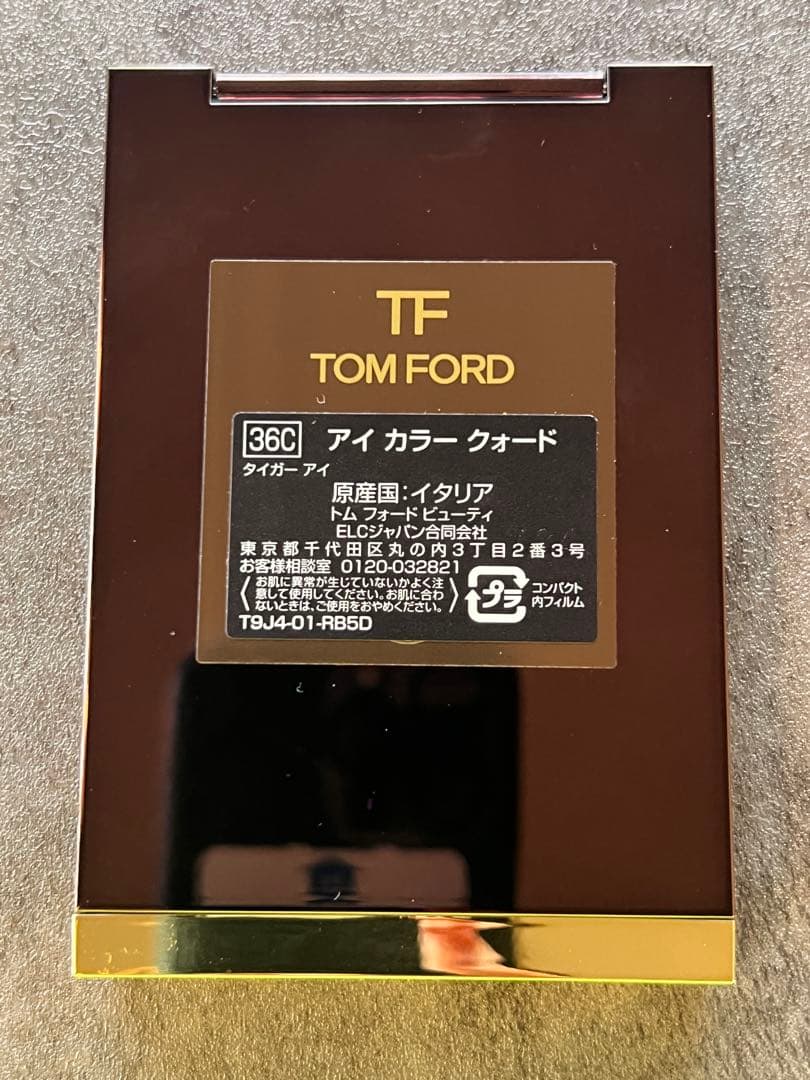 TF
TOM FORD
36C アイ カラー クォード
タイガー アイ
原産国:イタリア
トム フォード ビューティ
ELCジャパン合同会社
東京都千代田区丸の内3丁目2番3号
お客様相談室 0120-032821
お肌に異常が生じていないかよく注
意して使用してください。お肌に合わ
ないときは、ご使用をおやめください。
プラ
コンパクト
内フィルム
T9J4-01-RB5D